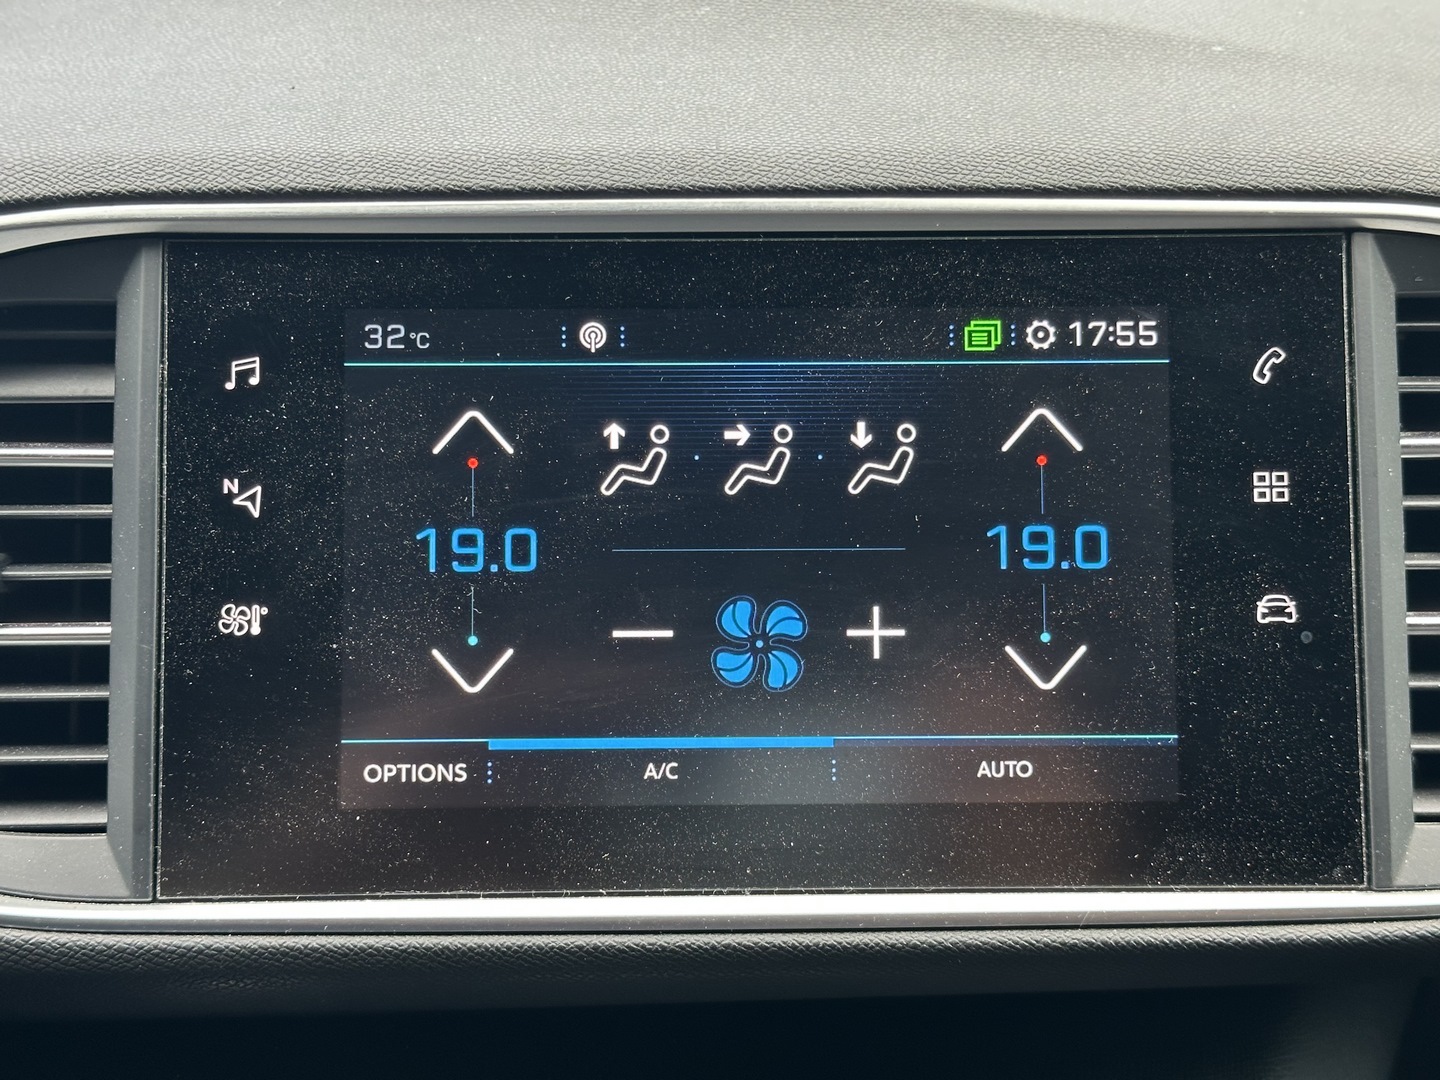 32°C 17:55
N
19.0 19.0
OPTIONS A/C AUTO